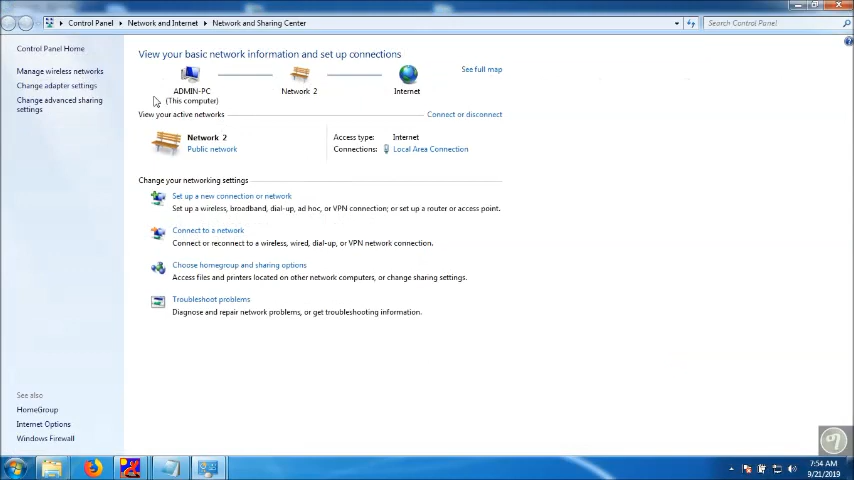 Control Panel
Network and Internet
Network and Sharing Center
Search Control Panel
Control Panel Home
Manage wireless networks
Change adapter settings
Change advanced sharing
settings
View your basic network information and set up connections
See full map
ADMIN-PC
(This computer)
Network 2
Internet
View your active networks
Connect or disconnect
Network 2
Public network
Access type:
Internet
Connections:
Local Area Connection
Change your networking settings
Set up a new connection or network
Set up a wireless, broadband, dial-up, ad hoc, or VPN connection; or set up a router or access point.
Connect to a network
Connect or reconnect to a wireless, wired, dial-up, or VPN network connection.
Choose homegroup and sharing options
Access files and printers located on other network computers, or change sharing settings.
Troubleshoot problems
Diagnose and repair network problems, or get troubleshooting information.
See also
HomeGroup
Internet Options
Windows Firewall
7:54 AM
9/21/2019